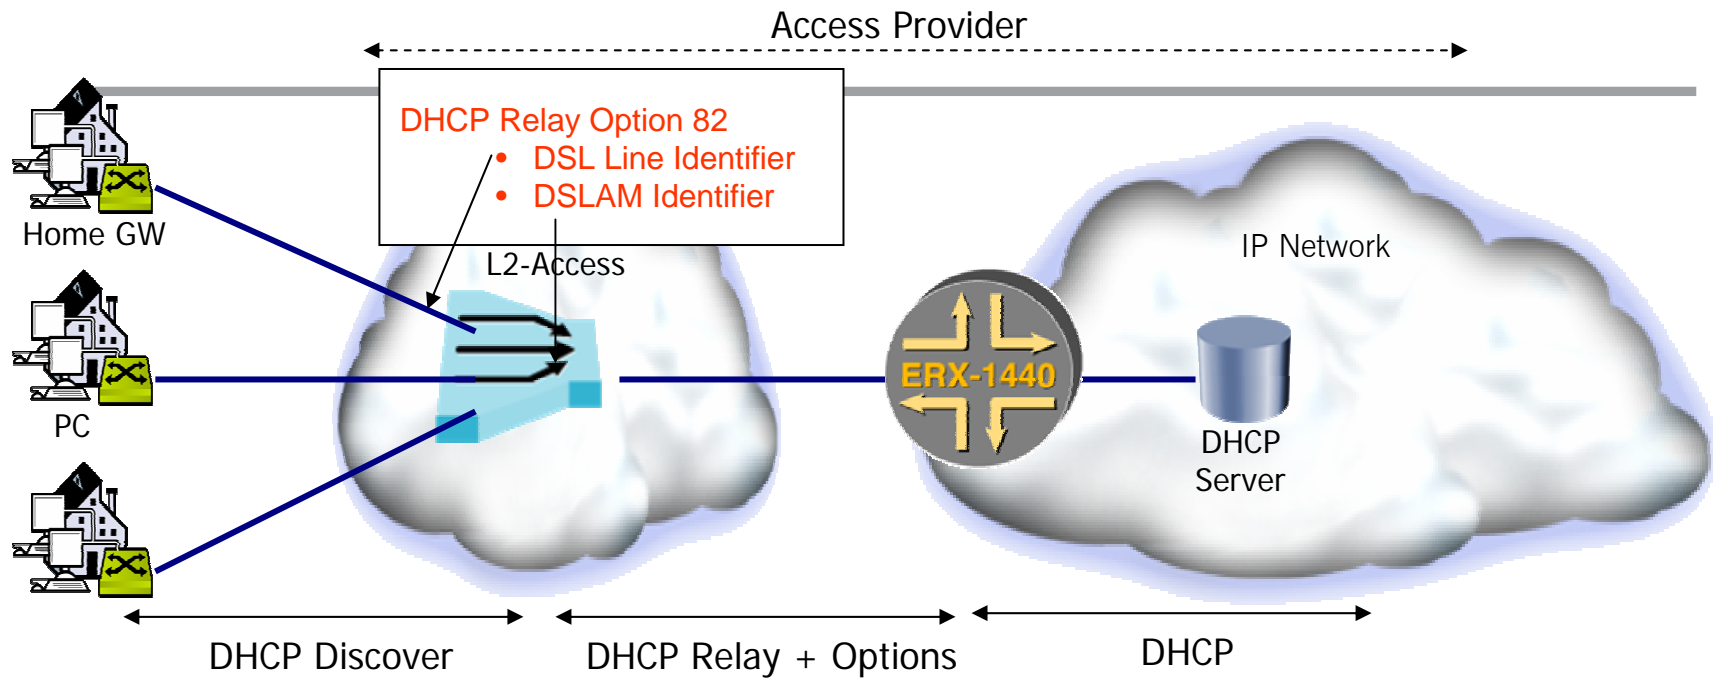 Access Provider
DHCP Relay Option 82
• DSL Line Identifier
• DSLAM Identifier
Home GW
L2-Access
IP Network
ERX-1440
PC
DHCP
Server
DHCP Discover
DHCP Relay + Options
DHCP